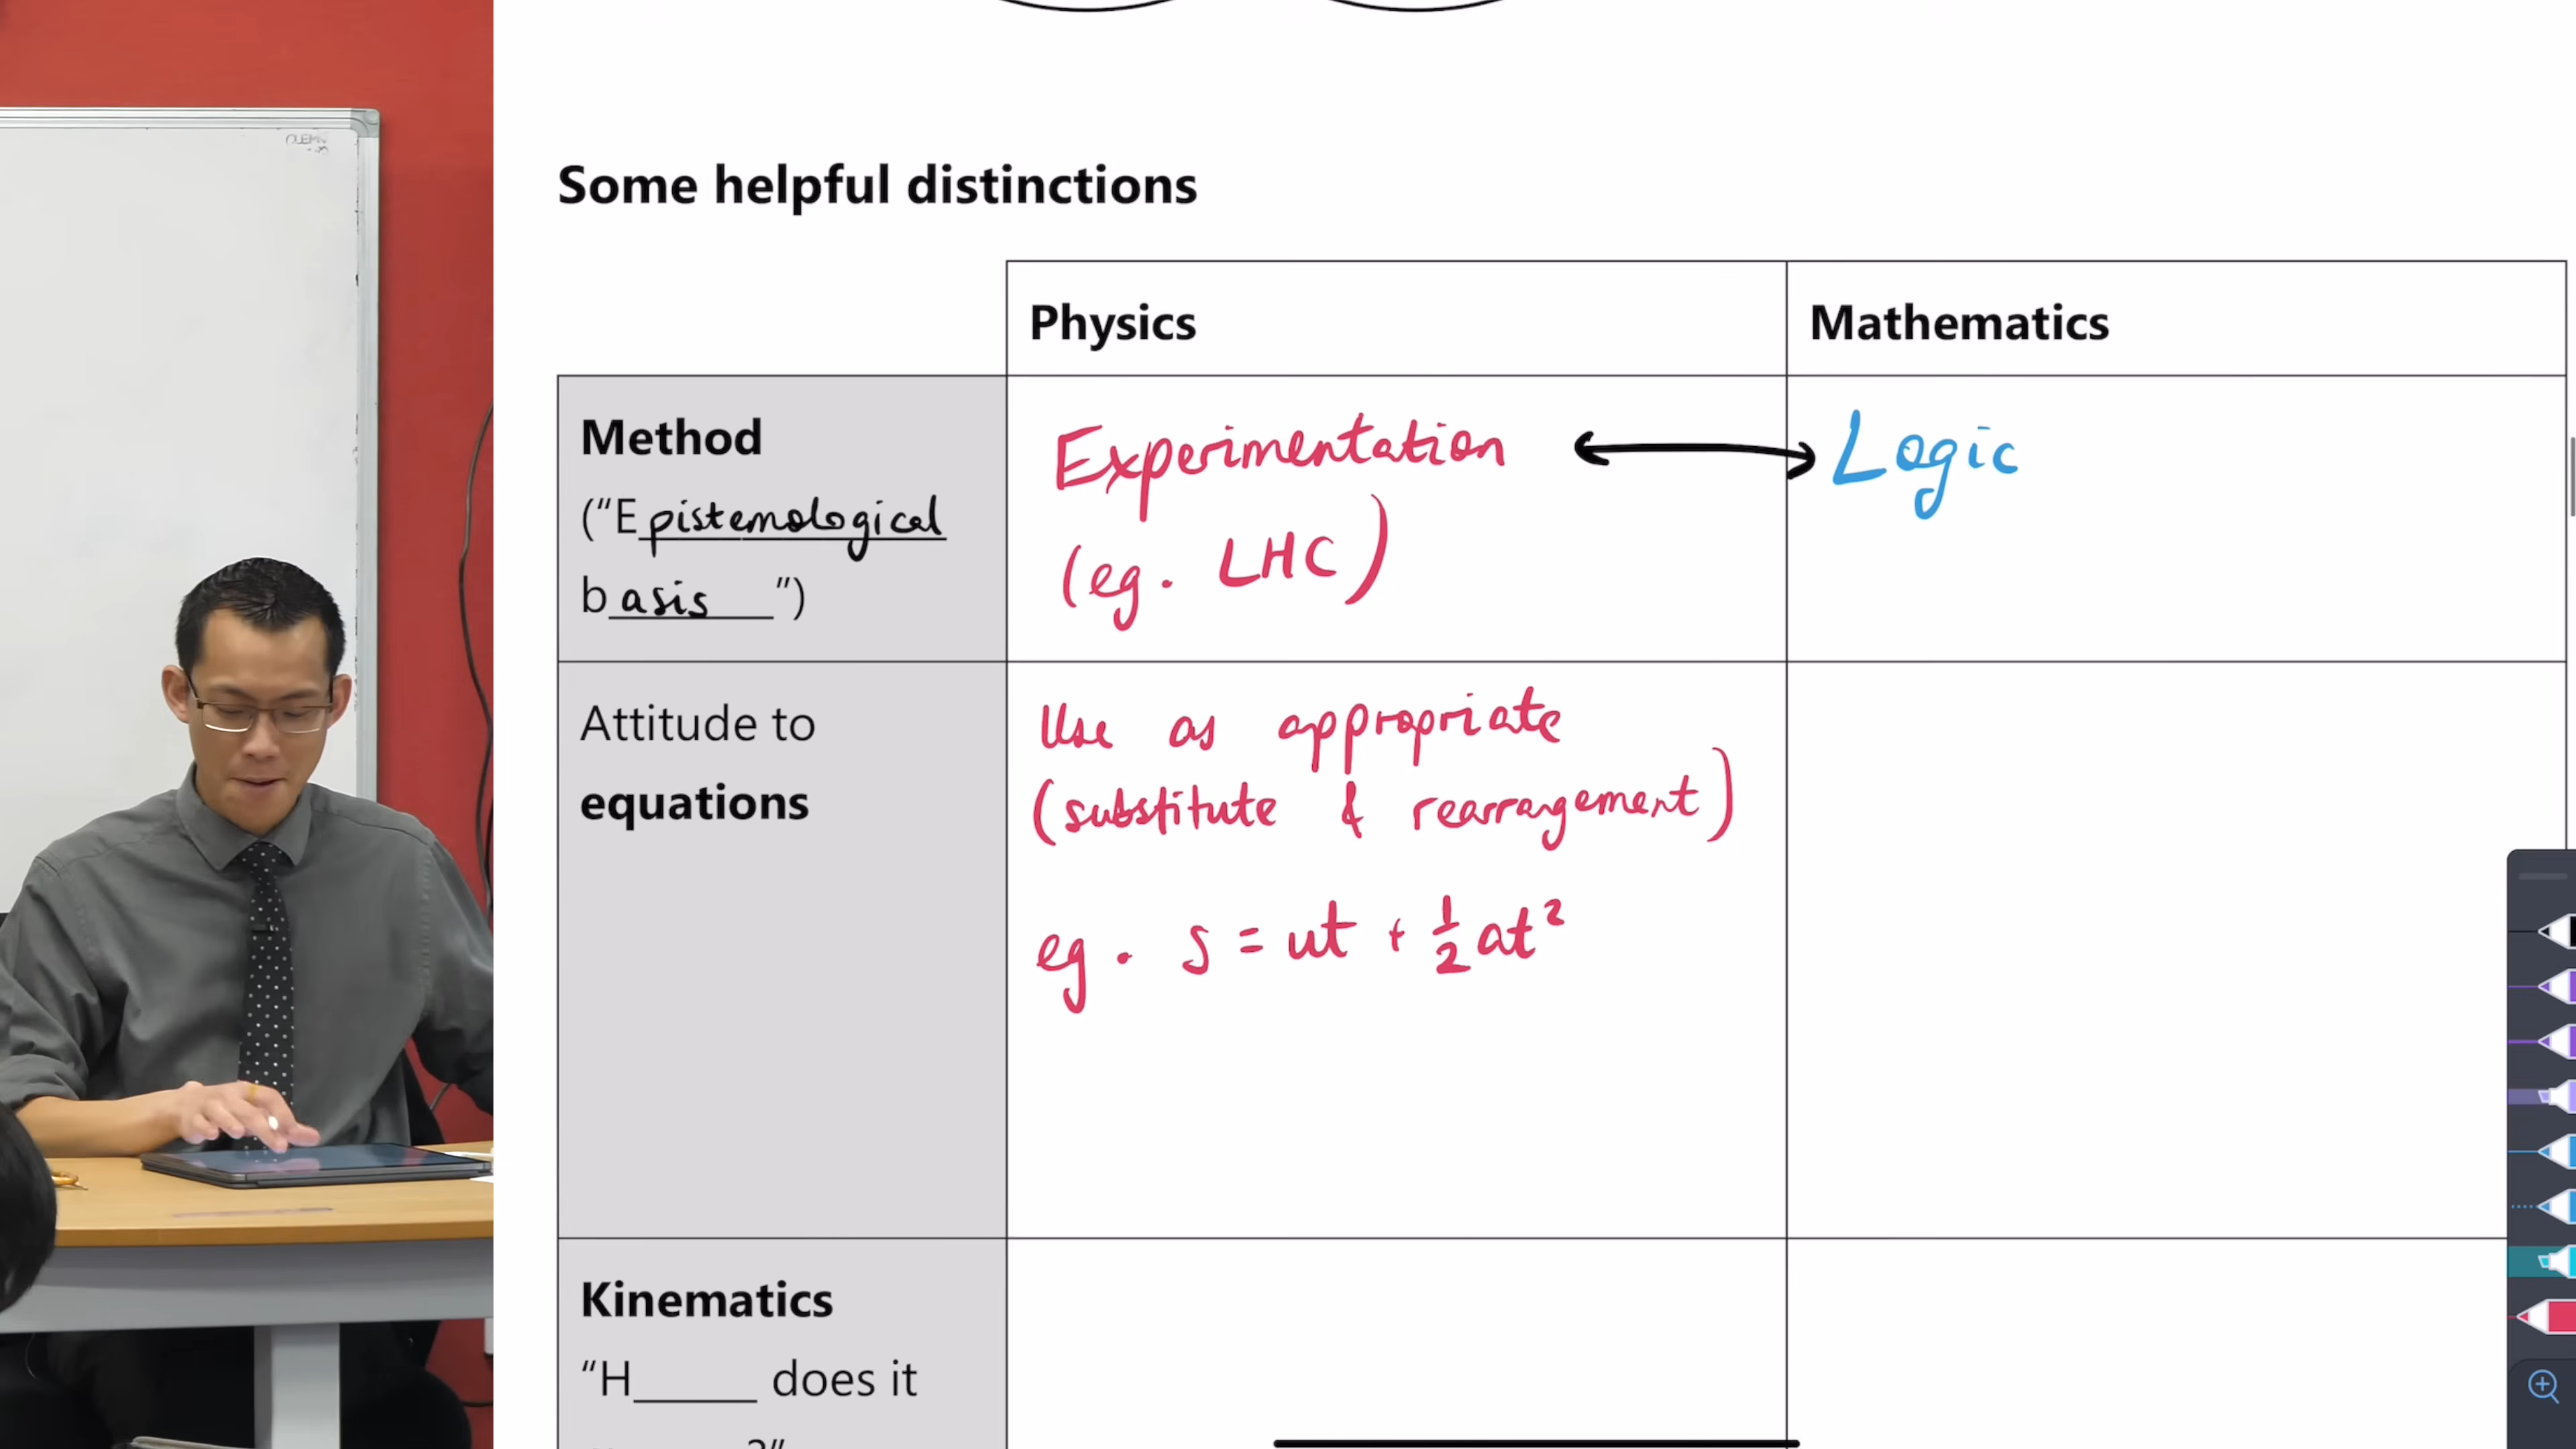 Some helpful distinctions
Physics
Mathematics
Method
("Epistemological
basis")
Experimentation
(eg. LHC)
Logic
Attitude to
equations
Use as appropriate
(substitute & rearrangement)
eg. s = ut + ½at²
Kinematics
"H______ does it
?"